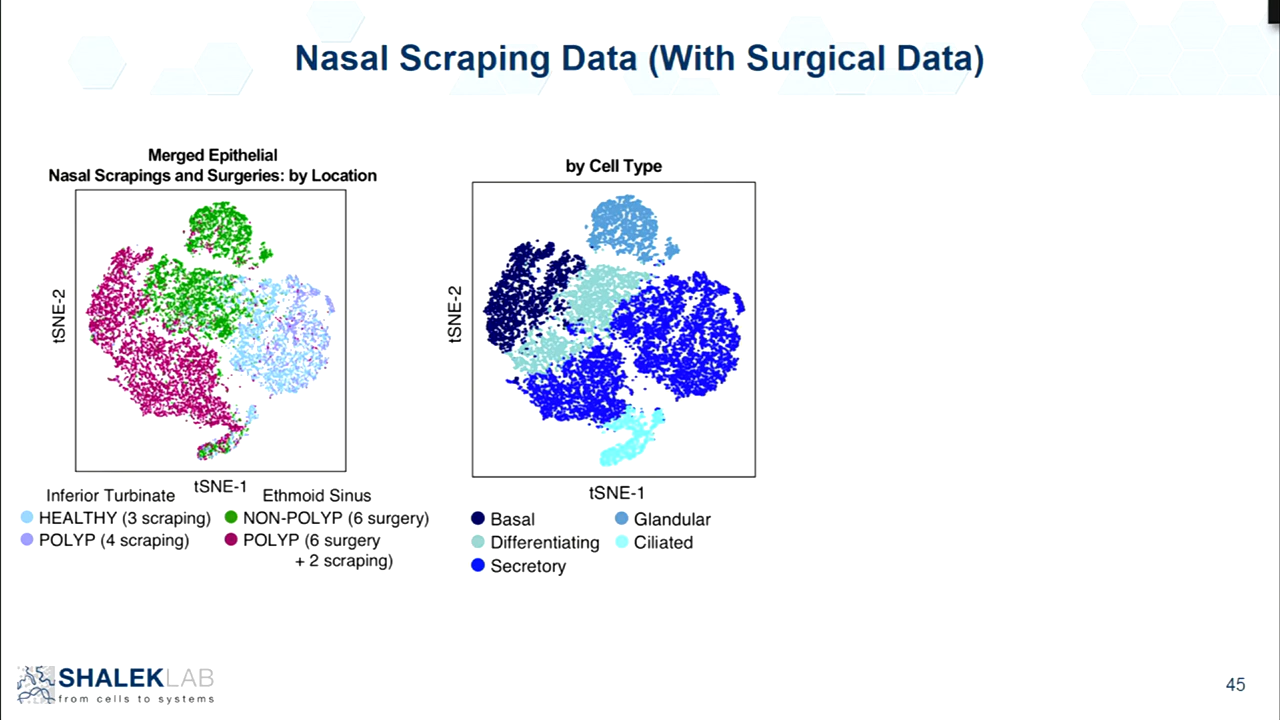 Nasal Scraping Data (With Surgical Data)
Merged Epithelial
Nasal Scrapings and Surgeries: by Location
tSNE-2
tSNE-1
Inferior Turbinate
HEALTHY (3 scraping)
POLYP (4 scraping)
Ethmoid Sinus
NON-POLYP (6 surgery)
POLYP (6 surgery
+ 2 scraping)
by Cell Type
tSNE-2
tSNE-1
Basal
Differentiating
Secretory
Glandular
Ciliated
SHALEKLAB
from cells to systems
45